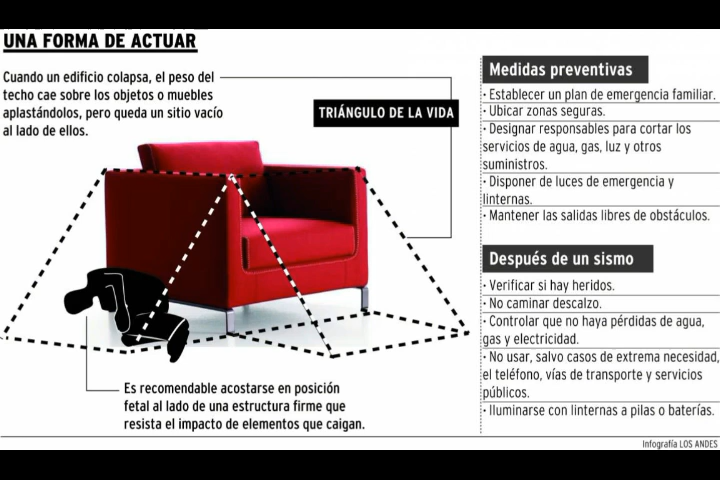 UNA FORMA DE ACTUAR
Cuando un edificio colapsa, el peso del
techo cae sobre los objetos o muebles
aplastándolos, pero queda un sitio vacío
al lado de ellos.
TRIÁNGULO DE LA VIDA
Es recomendable acostarse en posición
fetal al lado de una estructura firme que
resista el impacto de elementos que caigan.
Medidas preventivas
· Establecer un plan de emergencia familiar.
· Ubicar zonas seguras.
· Designar responsables para cortar los
servicios de agua, gas, luz y otros
suministros.
· Disponer de luces de emergencia y
linternas.
· Mantener las salidas libres de obstáculos.
Después de un sismo
· Verificar si hay heridos.
· No caminar descalzo.
· Controlar que no haya pérdidas de agua,
gas y electricidad.
· No usar, salvo casos de extrema necesidad,
el teléfono, vías de transporte y servicios
públicos.
· Iluminarse con linternas a pilas o baterías.
Infografía LOS ANDES